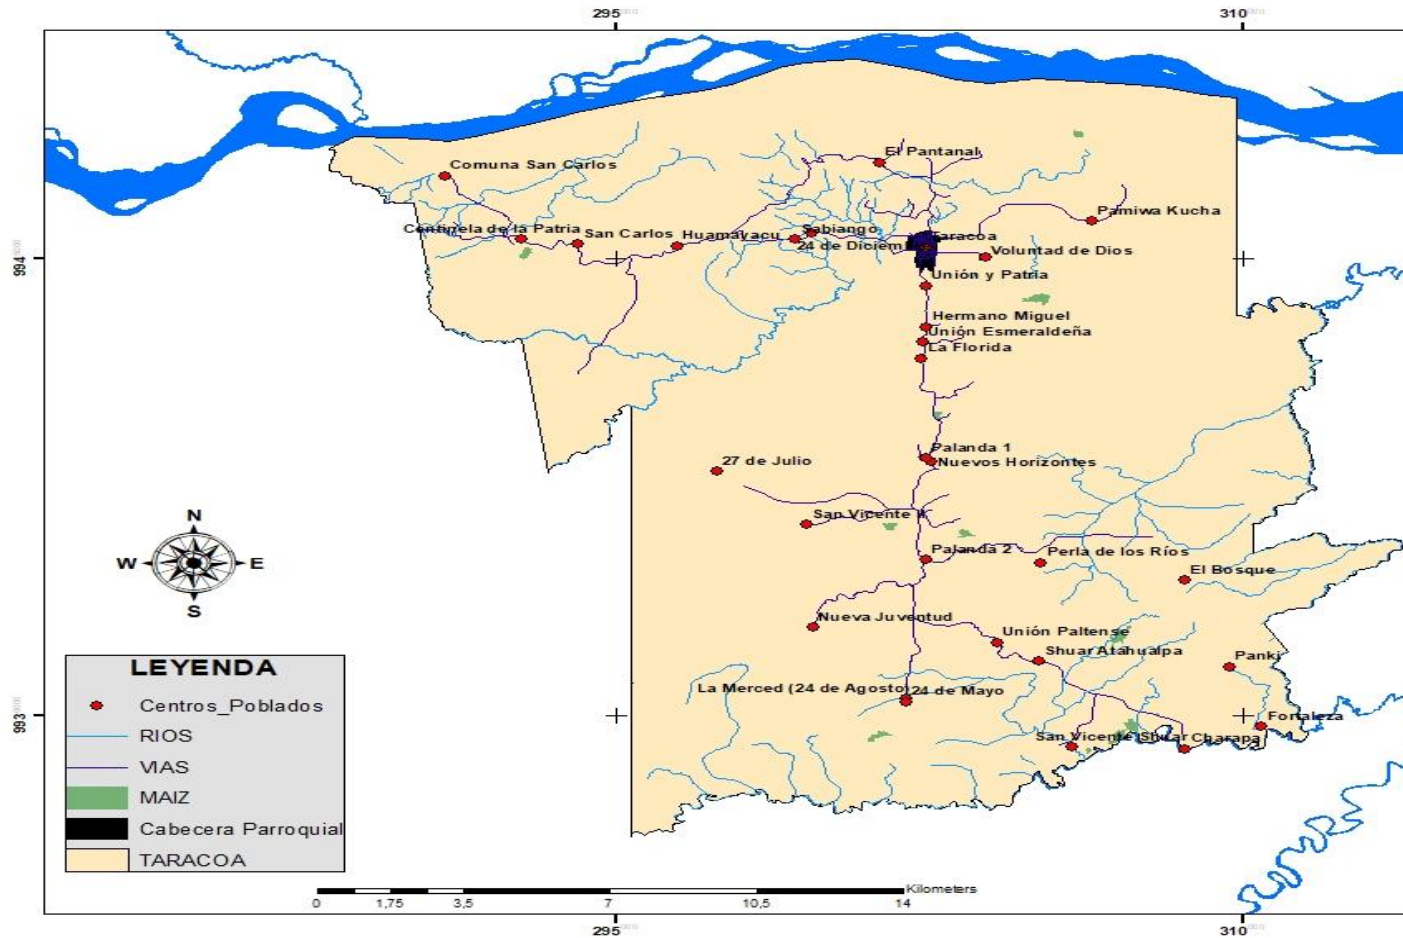 295
310
El Pantanal
Comuna San Carlos
Pamiwa Kucha
Centinela de la Patria
San Carlos
Huamayacu
Sabiango
24 de Diciem
Taracoa
Voluntad de Dios
994
Unión y Patria
Hermano Miguel
Unión Esmeraldeña
La Florida
Palanda 1
Nuevos Horizontes
27 de Julio
San Vicente II
Palanda 2
Perla de los Ríos
El Bosque
N
W
E
S
Nueva Juventud
Unión Paltense
Shuar Atahualpa
Panki
La Merced (24 de Agosto)
24 de Mayo
993
Fortaleza
San Vicente Shuar
Charapa
LEYENDA
Centros_Poblados
RIOS
VIAS
MAIZ
Cabecera Parroquial
TARACOA
Kilometers
0 1,75 3,5 7 10,5 14
295
310